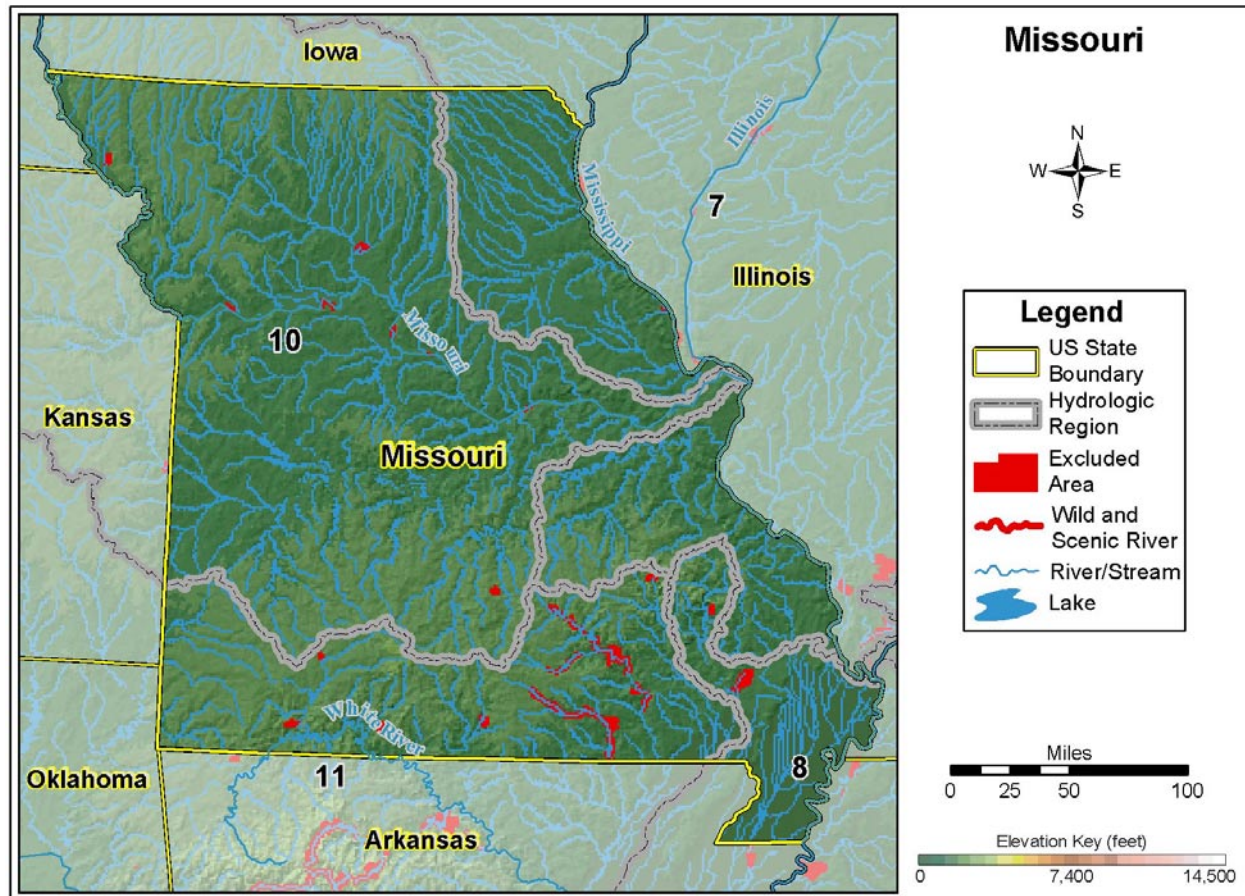 Missouri
N
W E
S
Iowa
Illinois
Mississippi
7
Illinois
10
Missouri
Kansas
Missouri
White River
8
11
Oklahoma
Arkansas
Legend
US State
Boundary
Hydrologic
Region
Excluded
Area
Wild and
Scenic River
River/Stream
Lake
Miles
0 25 50 100
Elevation Key (feet)
0 7,400 14,500